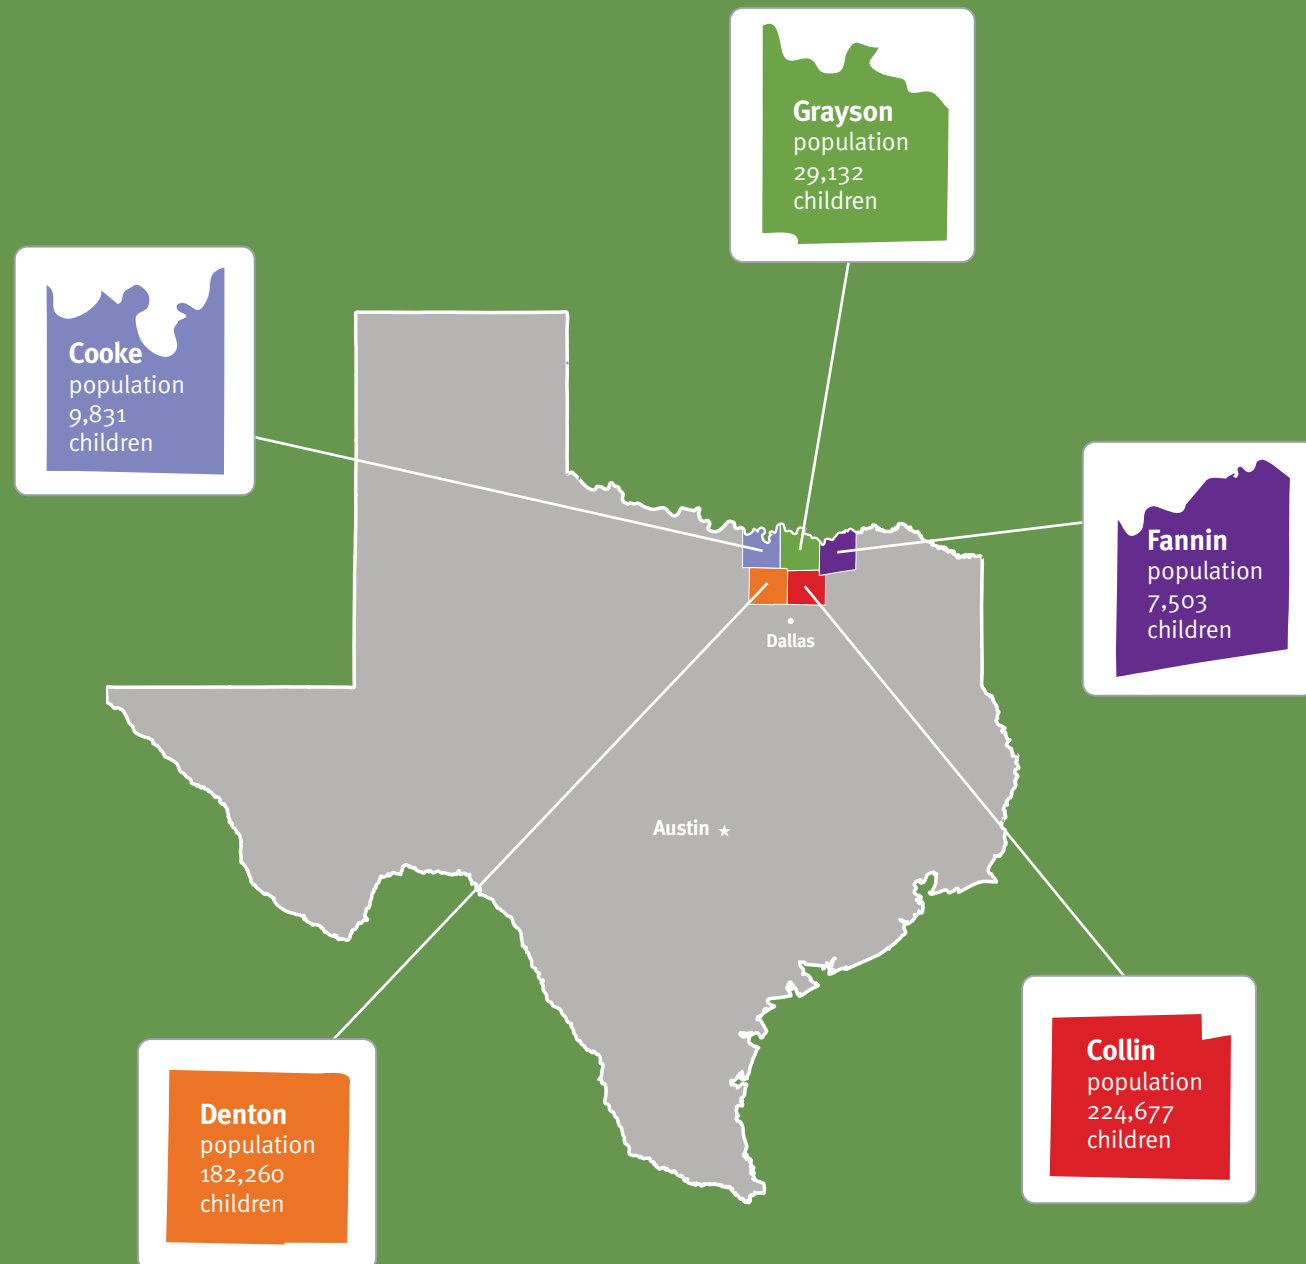 Grayson
population
29,132
children
Cooke
population
9,831
children
Fannin
population
7,503
children
Dallas
Austin
Collin
population
224,677
children
Denton
population
182,260
children